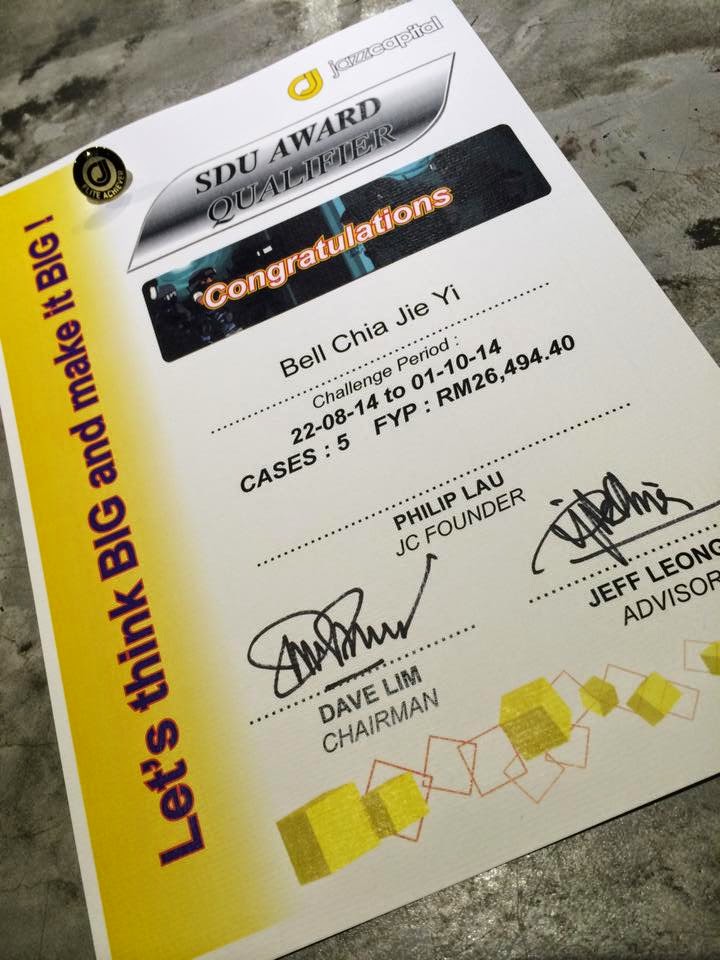 jazzcapital
SDU AWARD
QUALIFIER
ELITE ACHIEVER
Congratulations
Let's think BIG and make it BIG !
Bell Chia Jie Yi
Challenge Period :
22-08-14 to 01-10-14
CASES : 5 FYP : RM26,494.40
PHILIP LAU
JC FOUNDER
JEFF LEONG
ADVISOR
DAVE LIM
CHAIRMAN